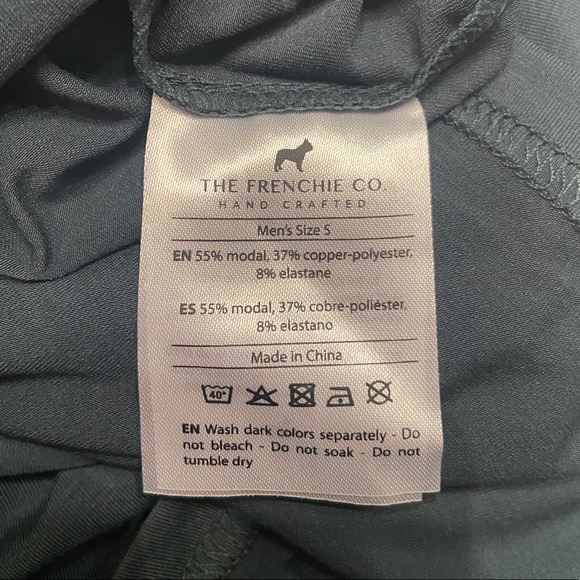 THE FRENCHIE CO.
HAND CRAFTED
Men's Size S
EN 55% modal, 37% copper-polyester,
8% elastane
ES 55% modal, 37% cobre-poliéster,
8% elastano
Made in China
40°
EN Wash dark colors separately - Do
not bleach - Do not soak - Do not
tumble dry